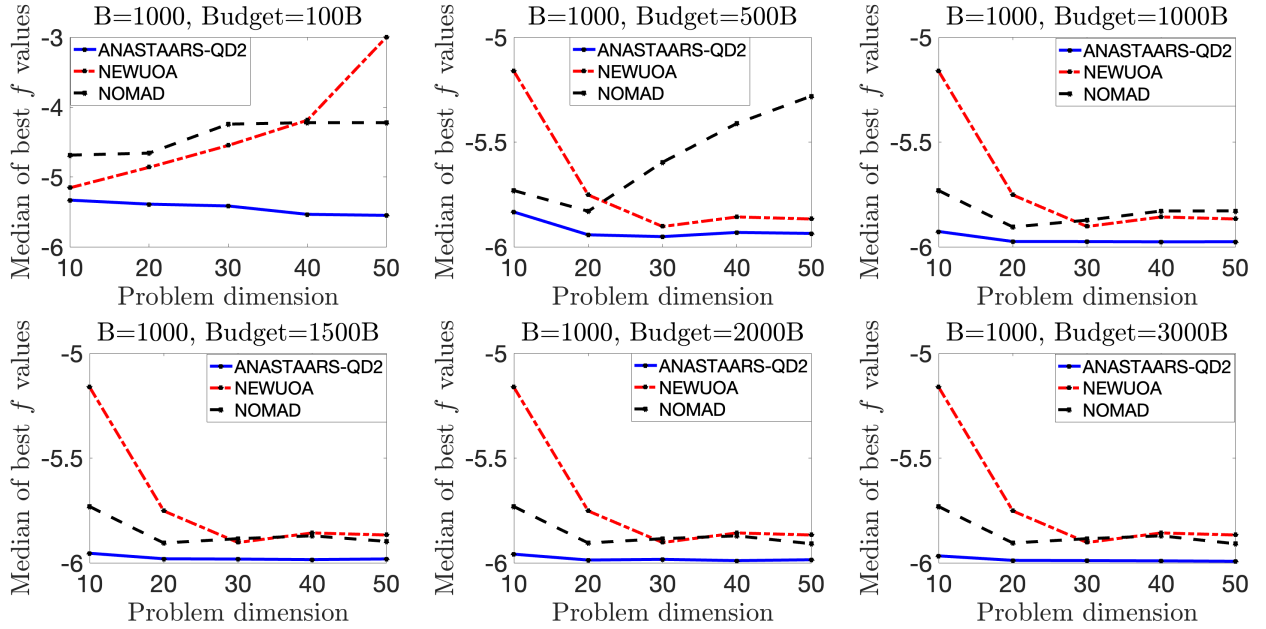 B=1000, Budget=100B
Median of best f values
-3
-4
-5
-6
ANASTAARS-QD2
NEWUOA
NOMAD
10 20 30 40 50
Problem dimension
B=1000, Budget=500B
Median of best f values
-5
-5.5
-6
ANASTAARS-QD2
NEWUOA
NOMAD
10 20 30 40 50
Problem dimension
B=1000, Budget=1000B
Median of best f values
-5
-5.5
-6
ANASTAARS-QD2
NEWUOA
NOMAD
10 20 30 40 50
Problem dimension
B=1000, Budget=1500B
Median of best f values
-5
-5.5
-6
ANASTAARS-QD2
NEWUOA
NOMAD
10 20 30 40 50
Problem dimension
B=1000, Budget=2000B
Median of best f values
-5
-5.5
-6
ANASTAARS-QD2
NEWUOA
NOMAD
10 20 30 40 50
Problem dimension
B=1000, Budget=3000B
Median of best f values
-5
-5.5
-6
ANASTAARS-QD2
NEWUOA
NOMAD
10 20 30 40 50
Problem dimension